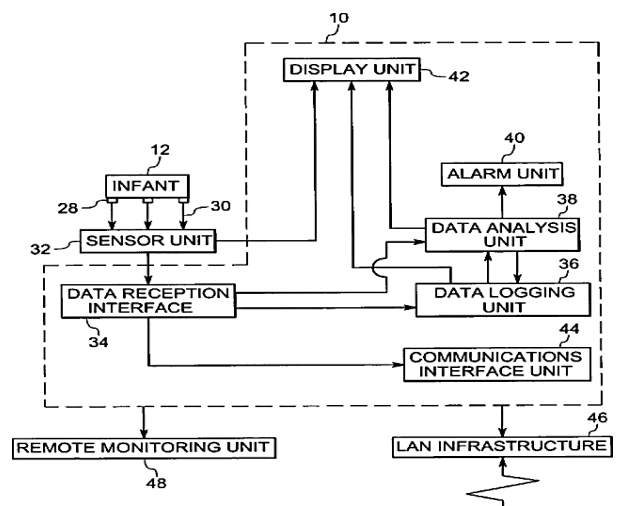 10
DISPLAY UNIT
42
12
INFANT
28
30
32
SENSOR UNIT
40
ALARM UNIT
38
DATA ANALYSIS
UNIT
36
DATA RECEPTION
INTERFACE
34
DATA LOGGING
UNIT
44
COMMUNICATIONS
INTERFACE UNIT
REMOTE MONITORING UNIT
48
46
LAN INFRASTRUCTURE